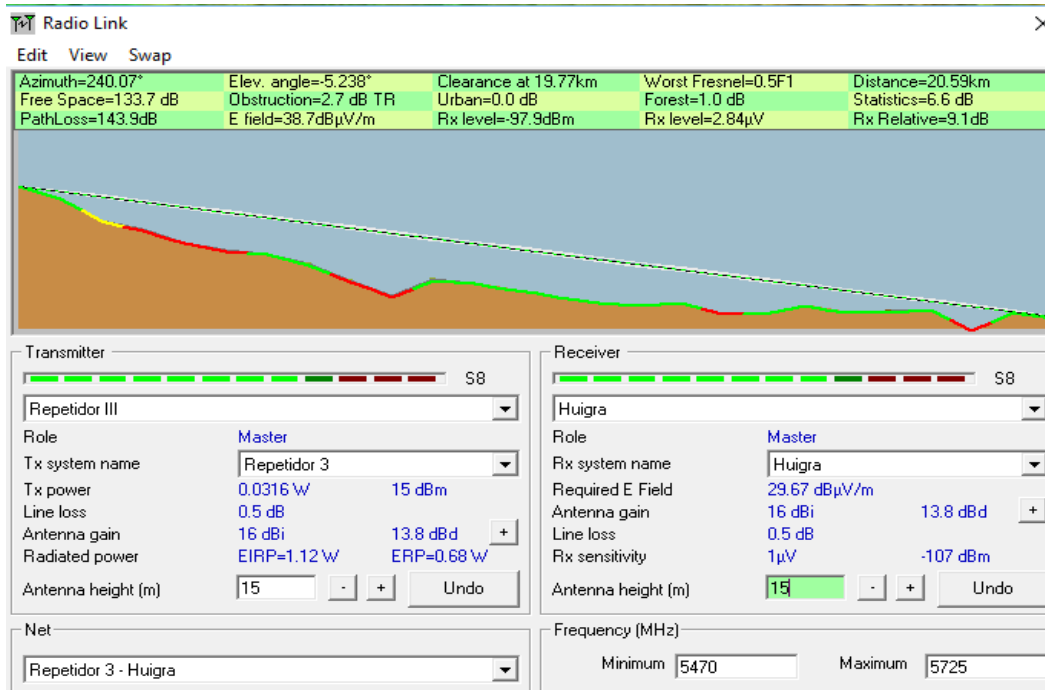 Radio Link
Edit View Swap
Azimuth=240.07° Elev. angle=-5.238° Clearance at 19.77km Worst Fresnel=0.5F1 Distance=20.59km
Free Space=133.7 dB Obstruction=2.7 dB TR Urban=0.0 dB Forest=1.0 dB Statistics=6.6 dB
PathLoss=143.9dB E field=38.7dBµV/m Rx level=-97.9dBm Rx level=2.84µV Rx Relative=9.1dB
Transmitter
S8
Repetidor III
Role Master
Tx system name Repetidor 3
Tx power 0.0316 W 15 dBm
Line loss 0.5 dB
Antenna gain 16 dBi 13.8 dBd +
Radiated power EIRP=1.12 W ERP=0.68 W
Antenna height (m) 15 - + Undo
Net
Repetidor 3 - Huigra
Receiver
S8
Huigra
Role Master
Rx system name Huigra
Required E Field 29.67 dBµV/m
Antenna gain 16 dBi 13.8 dBd +
Line loss 0.5 dB
Rx sensitivity 1µV -107 dBm
Antenna height (m) 15 - + Undo
Frequency (MHz)
Minimum 5470 Maximum 5725